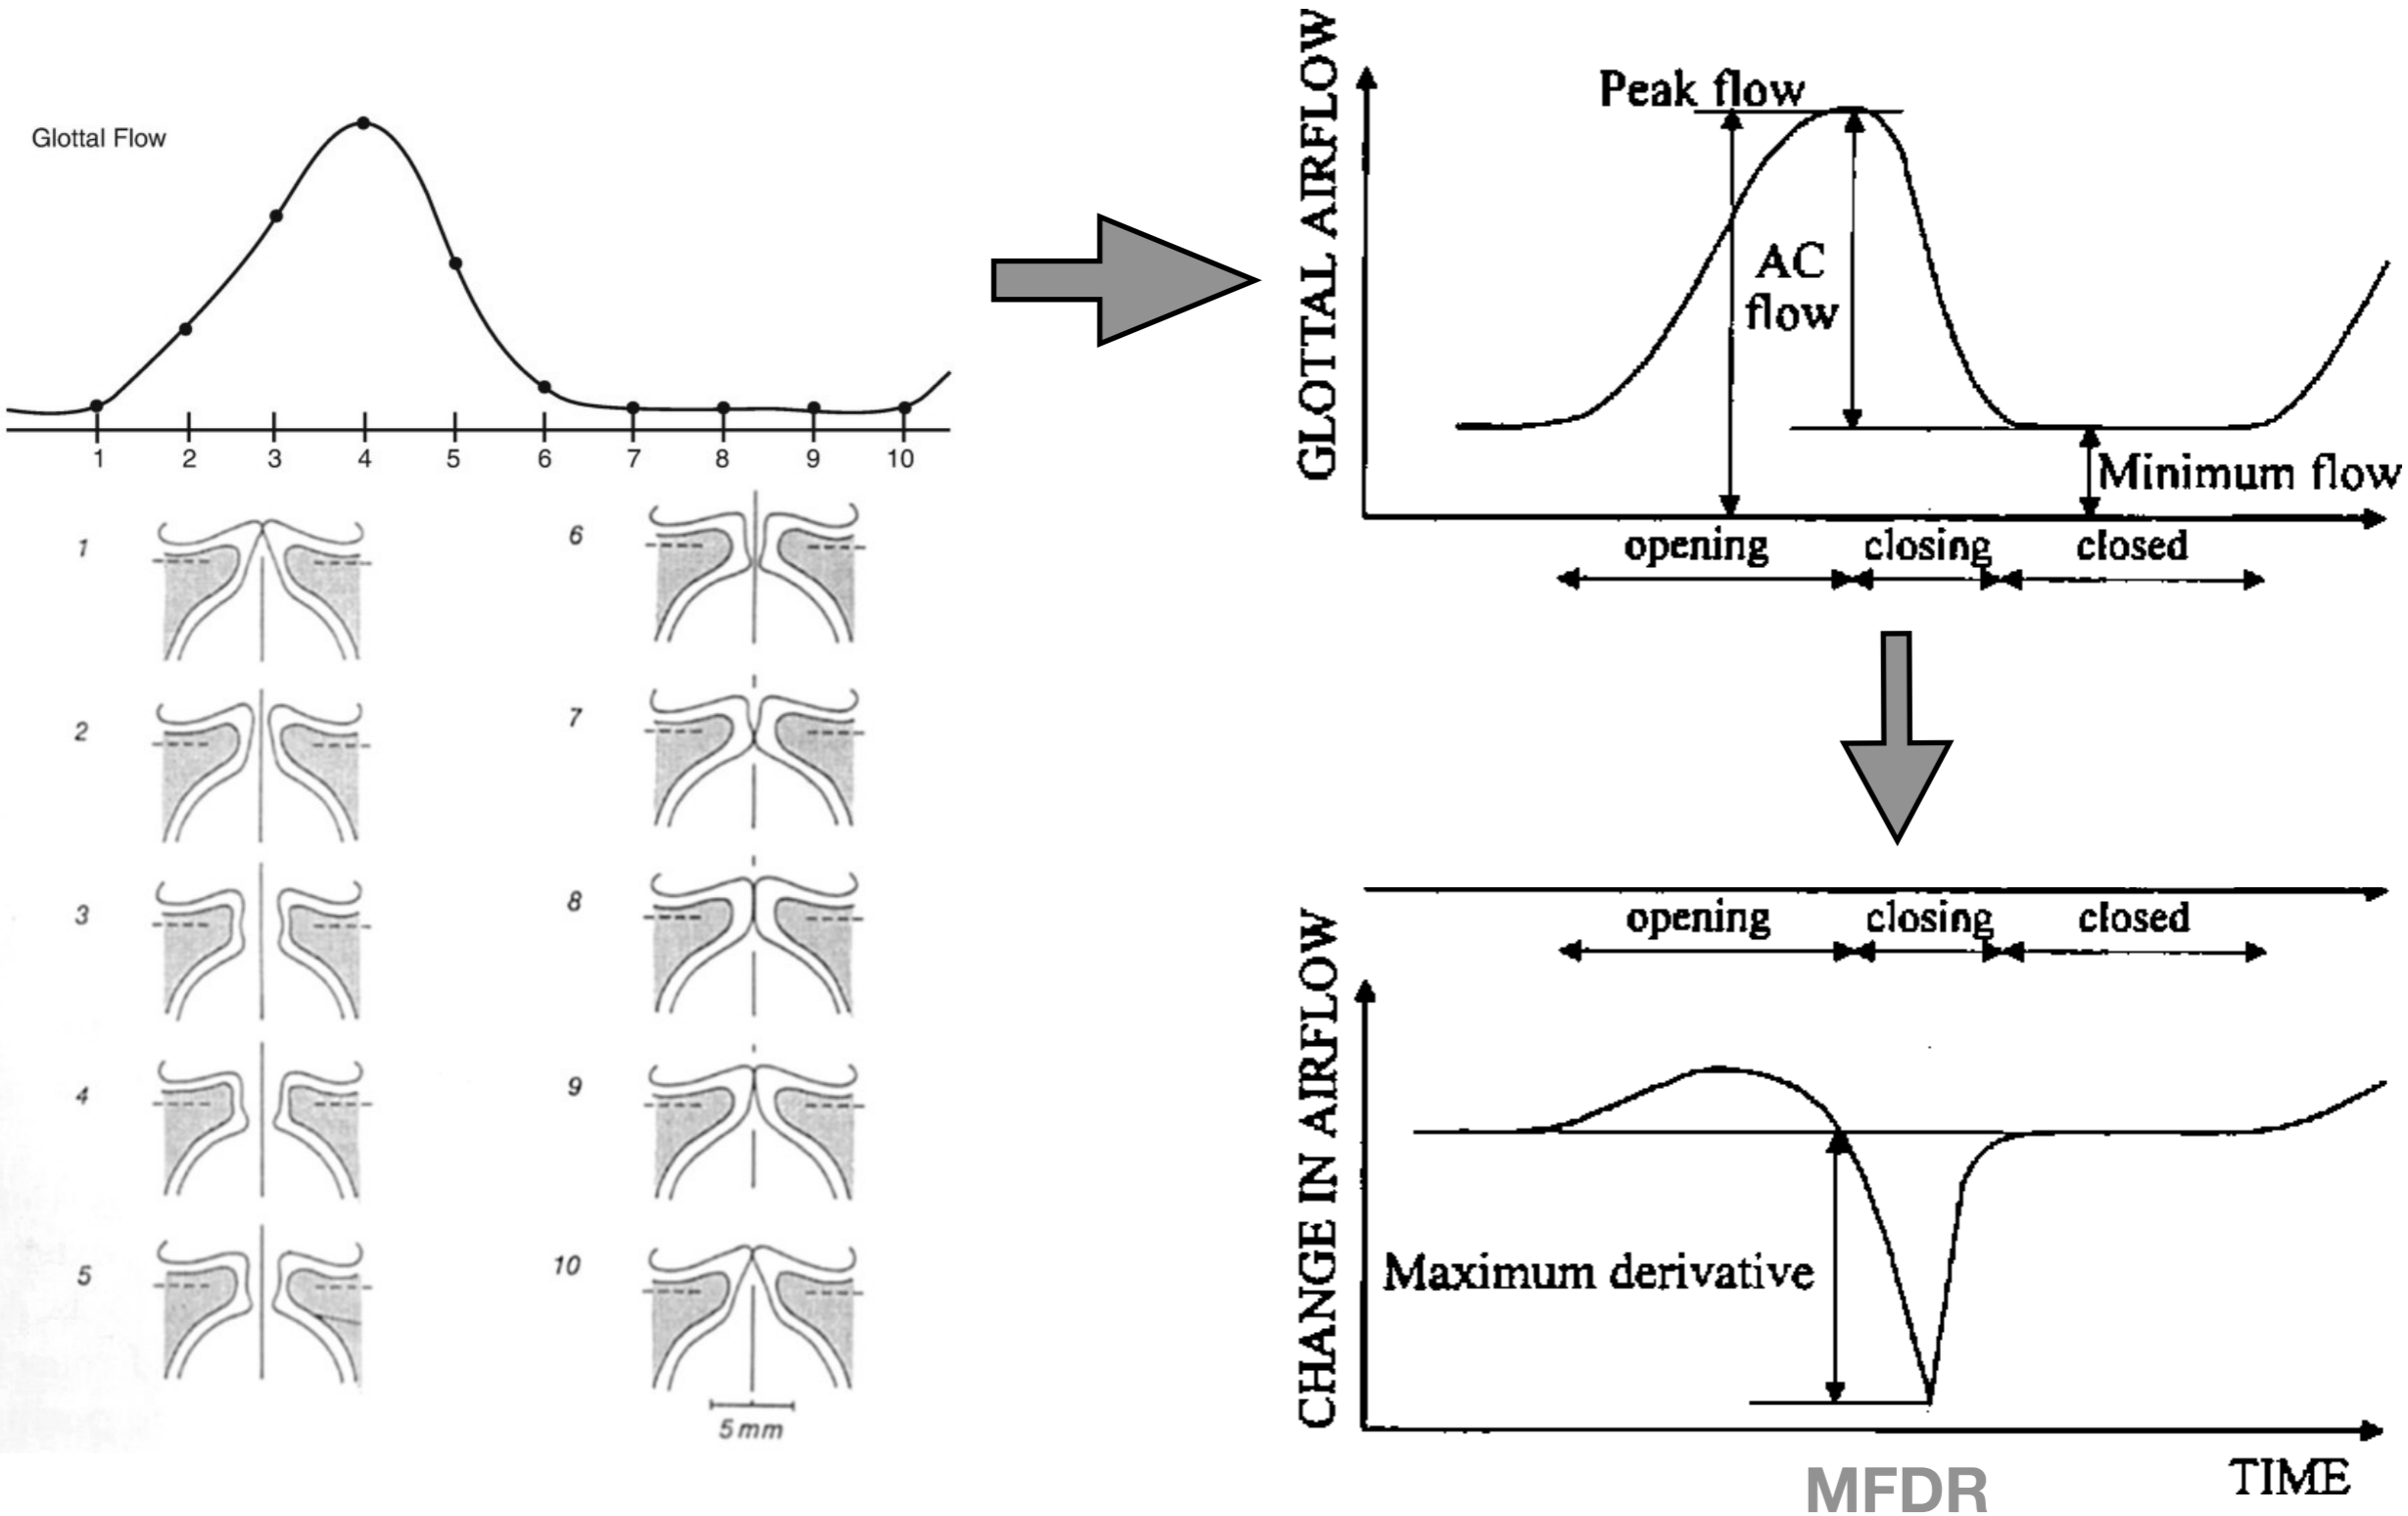 Glottal Flow
1 2 3 4 5 6 7 8 9 10
1
2
3
4
5
6
7
8
9
10
5 mm
GLOTTAL AIRFLOW
Peak flow
AC
flow
Minimum flow
opening closing closed
opening closing closed
CHANGE IN AIRFLOW
Maximum derivative
TIME
MFDR